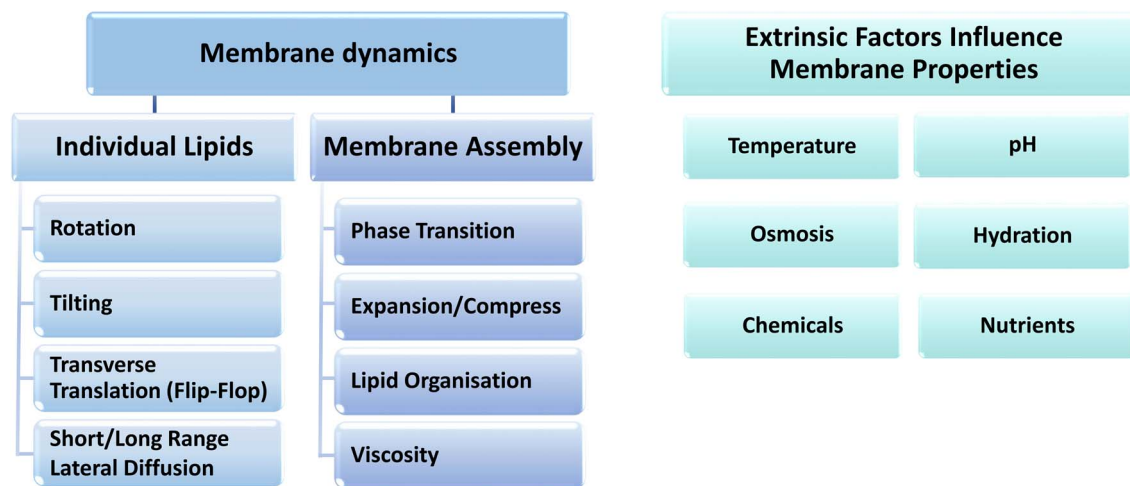 Membrane dynamics
Individual Lipids
Rotation
Tilting
Transverse
Translation (Flip-Flop)
Short/Long Range
Lateral Diffusion
Membrane Assembly
Phase Transition
Expansion/Compress
Lipid Organisation
Viscosity
Extrinsic Factors Influence
Membrane Properties
Temperature
pH
Osmosis
Hydration
Chemicals
Nutrients